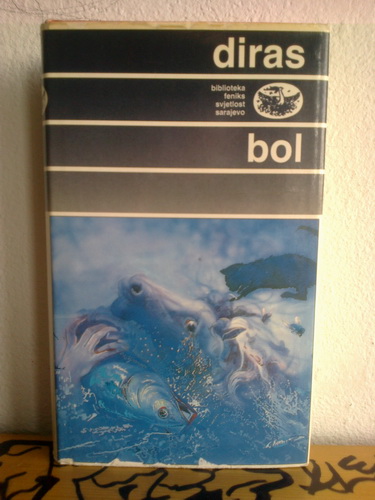 diras
biblioteka
feniks
svjetlost
sarajevo
bol